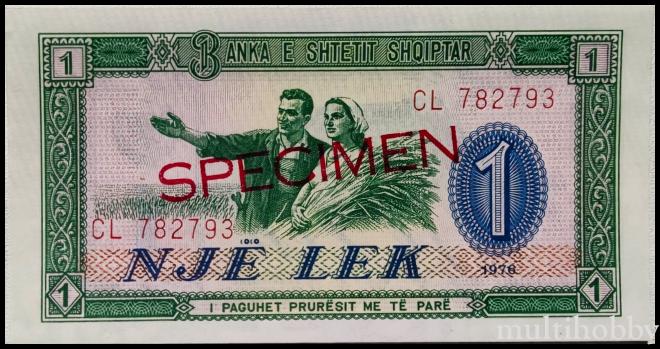 1 BANKA E SHTETIT SHQIPTAR 1
CL 782793
SPECIMEN
1
CL 782793
NJË LEK
1976
1 I PAGUHET PRURËSIT ME TË PARË 1
multihobby